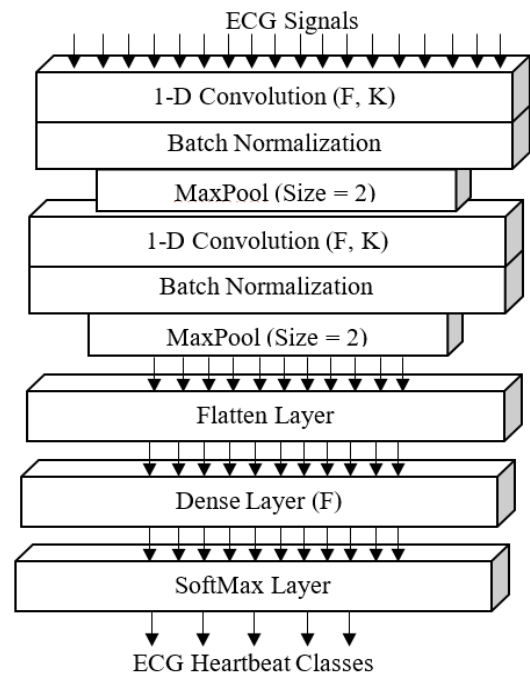 ECG Signals
1-D Convolution (F, K)
Batch Normalization
MaxPool (Size = 2)
1-D Convolution (F, K)
Batch Normalization
MaxPool (Size = 2)
Flatten Layer
Dense Layer (F)
SoftMax Layer
ECG Heartbeat Classes